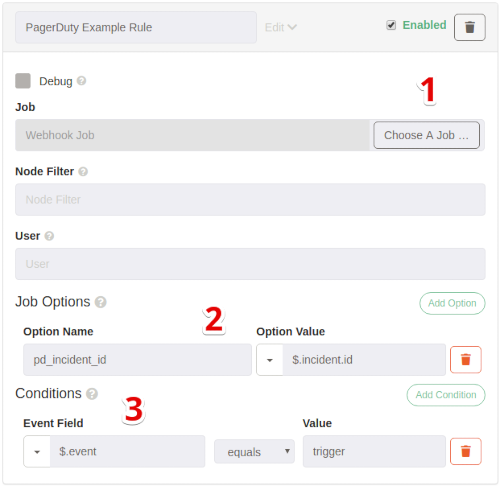 PagerDuty Example Rule Edit Enabled
Debug ?
1
Job
Webhook Job Choose A Job ...
Node Filter ?
Node Filter
User ?
User
Job Options ? Add Option
2
Option Name Option Value
pd_incident_id $.incident.id
Conditions ? Add Condition
3
Event Field Value
$.event equals trigger